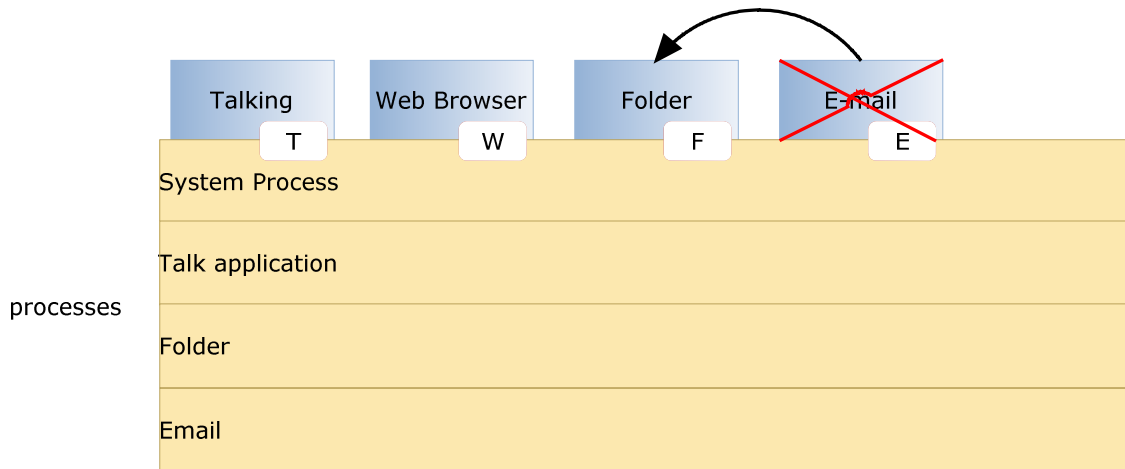 Talking
Web Browser
Folder
E-mail
T
W
F
E
System Process
Talk application
processes
Folder
Email